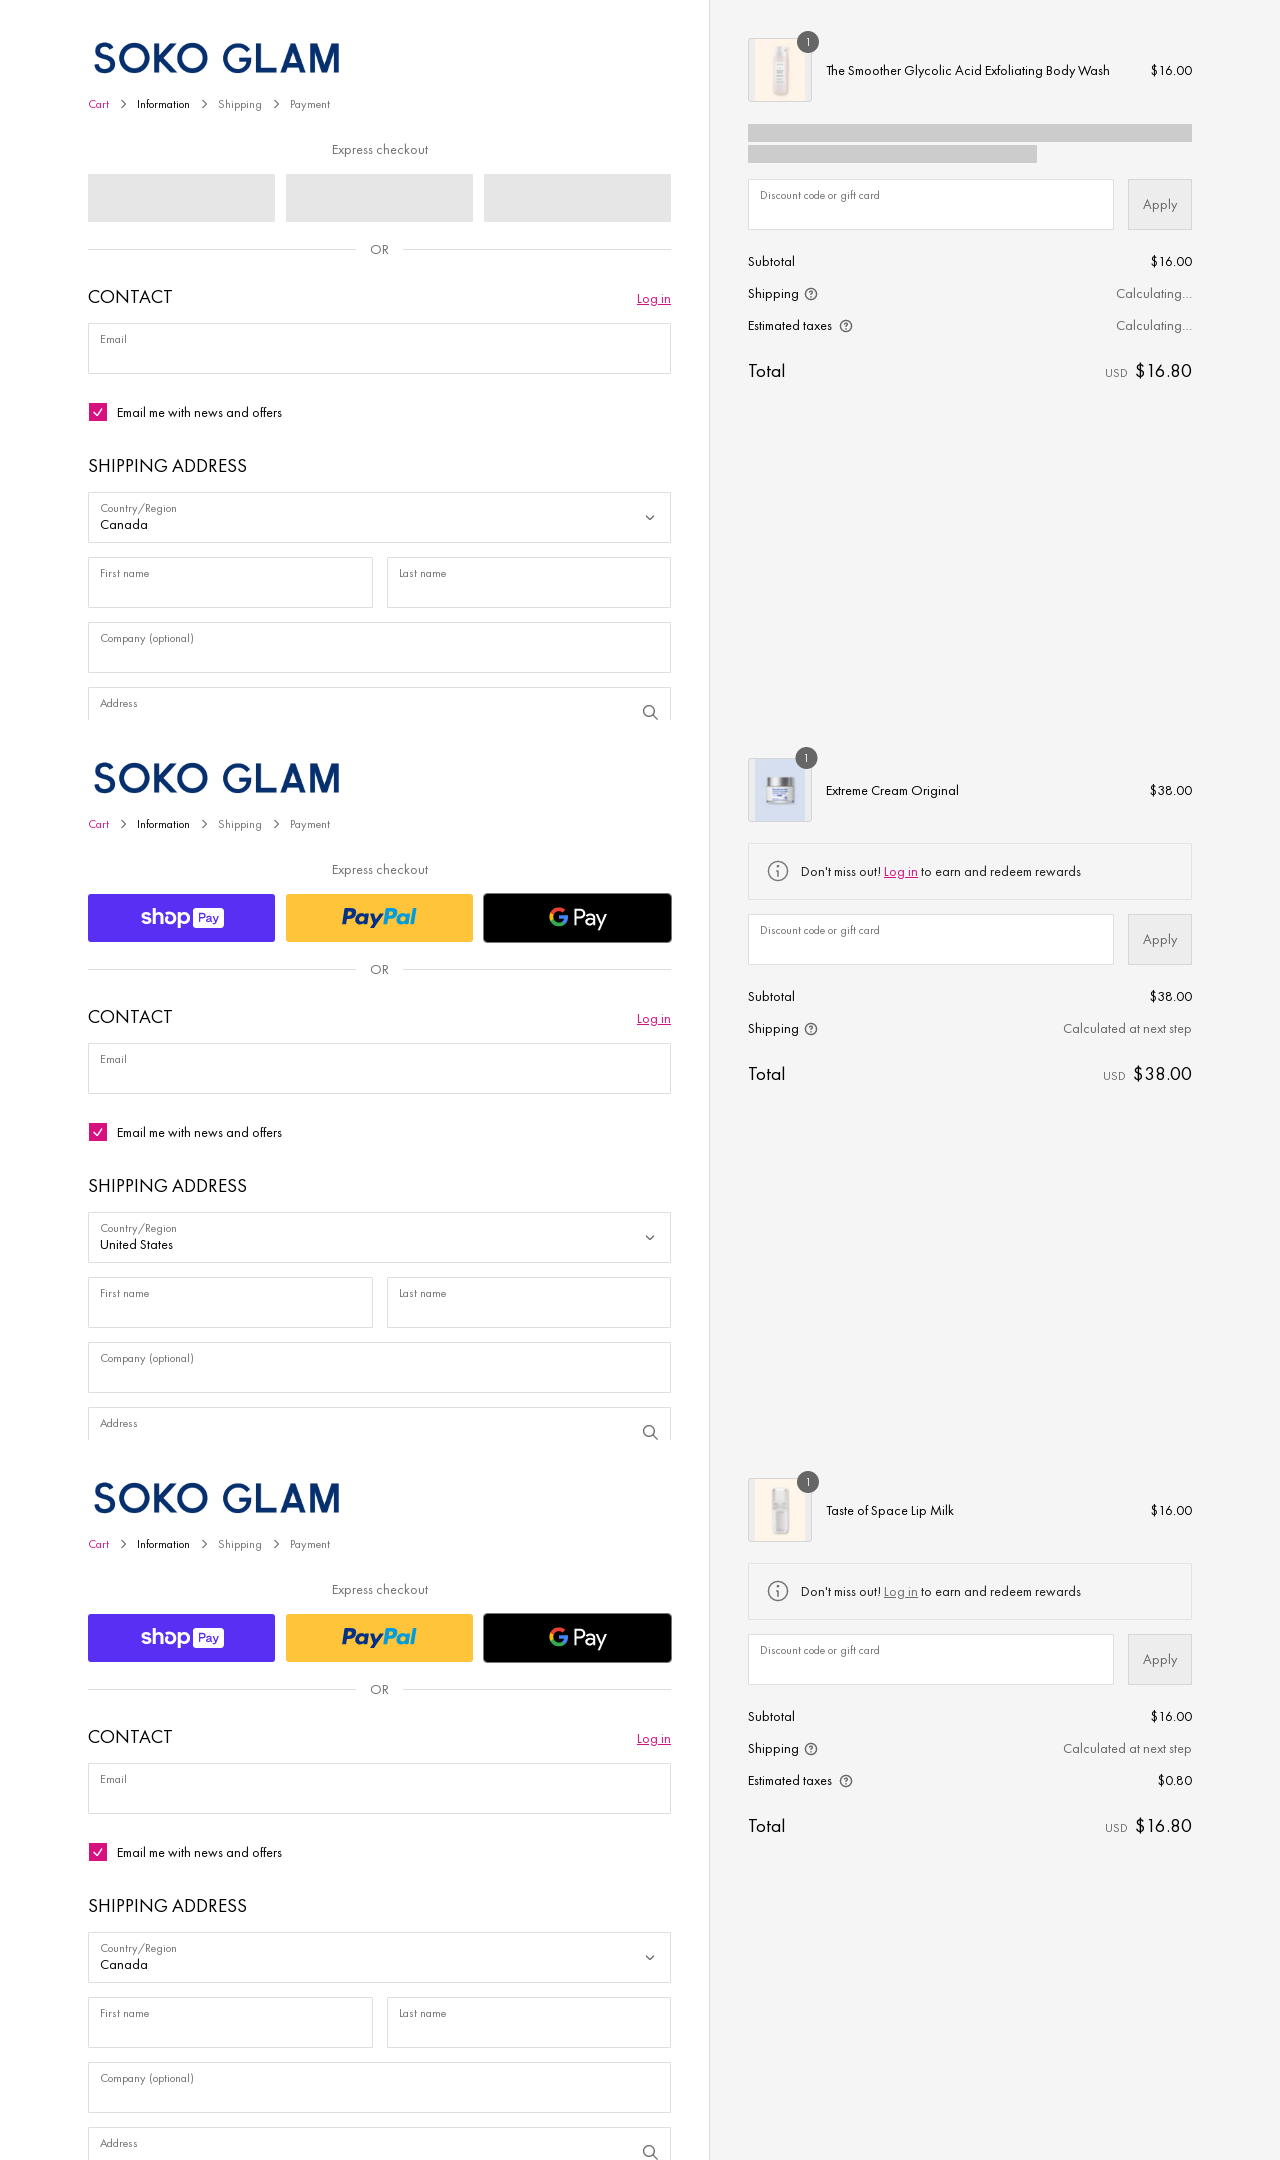 SOKO GLAM
Cart > Information > Shipping > Payment
Express checkout
OR
CONTACT Log in
Email
Email me with news and offers
SHIPPING ADDRESS
Country/Region
Canada
First name Last name
Company (optional)
Address
1
The Smoother Glycolic Acid Exfoliating Body Wash $16.00
Discount code or gift card Apply
Subtotal $16.00
Shipping Calculating...
Estimated taxes Calculating...
Total USD $16.80
SOKO GLAM
Cart > Information > Shipping > Payment
Express checkout
shop Pay PayPal G Pay
OR
CONTACT Log in
Email
Email me with news and offers
SHIPPING ADDRESS
Country/Region
United States
First name Last name
Company (optional)
Address
1
Extreme Cream Original $38.00
Don't miss out! Log in to earn and redeem rewards
Discount code or gift card Apply
Subtotal $38.00
Shipping Calculated at next step
Total USD $38.00
SOKO GLAM
Cart > Information > Shipping > Payment
Express checkout
shop Pay PayPal G Pay
OR
CONTACT Log in
Email
Email me with news and offers
SHIPPING ADDRESS
Country/Region
Canada
First name Last name
Company (optional)
Address
1
Taste of Space Lip Milk $16.00
Don't miss out! Log in to earn and redeem rewards
Discount code or gift card Apply
Subtotal $16.00
Shipping Calculated at next step
Estimated taxes $0.80
Total USD $16.80